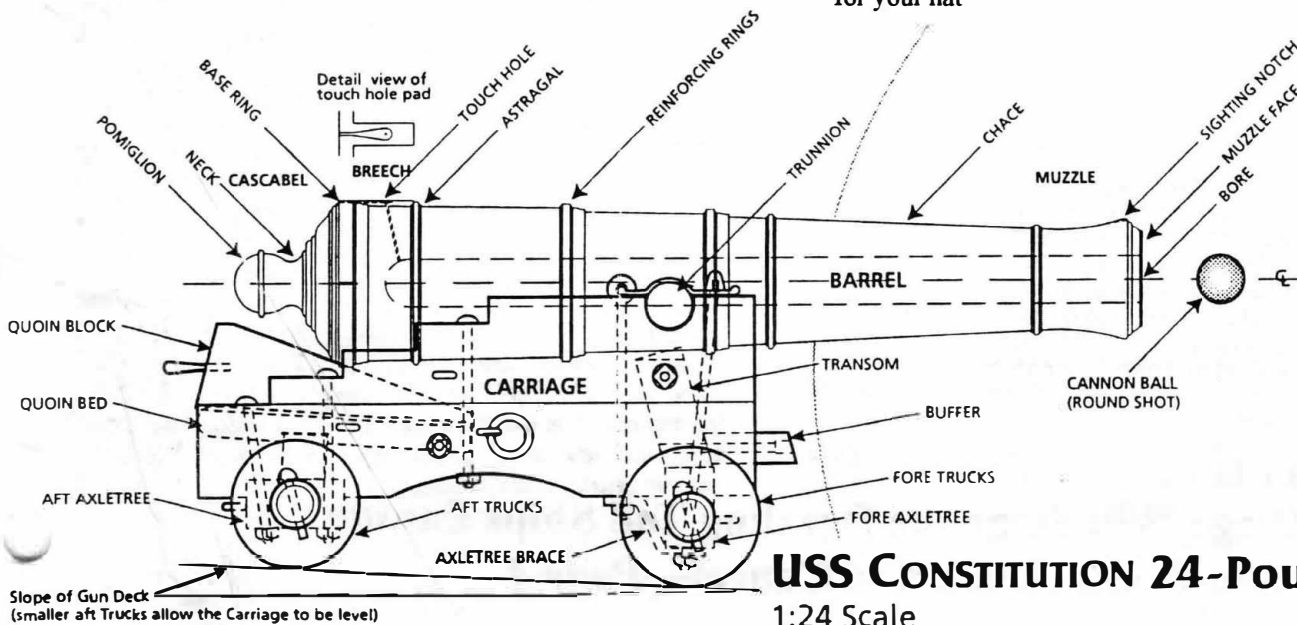 for your hat
BASE RING
Detail view of
touch hole pad
TOUCH HOLE
ASTRAGAL
REINFORCING RINGS
TRUNNION
CHACE
SIGHTING NOTCH
MUZZLE FACE
BORE
POMIGLION
NECK
CASCABEL
BREECH
MUZZLE
BARREL
℄
QUOIN BLOCK
QUOIN BED
CARRIAGE
TRANSOM
CANNON BALL
(ROUND SHOT)
BUFFER
AFT AXLETREE
AFT TRUCKS
FORE TRUCKS
FORE AXLETREE
AXLETREE BRACE
Slope of Gun Deck
(smaller aft Trucks allow the Carriage to be level)
USS CONSTITUTION 24-Pou
1:24 Scale